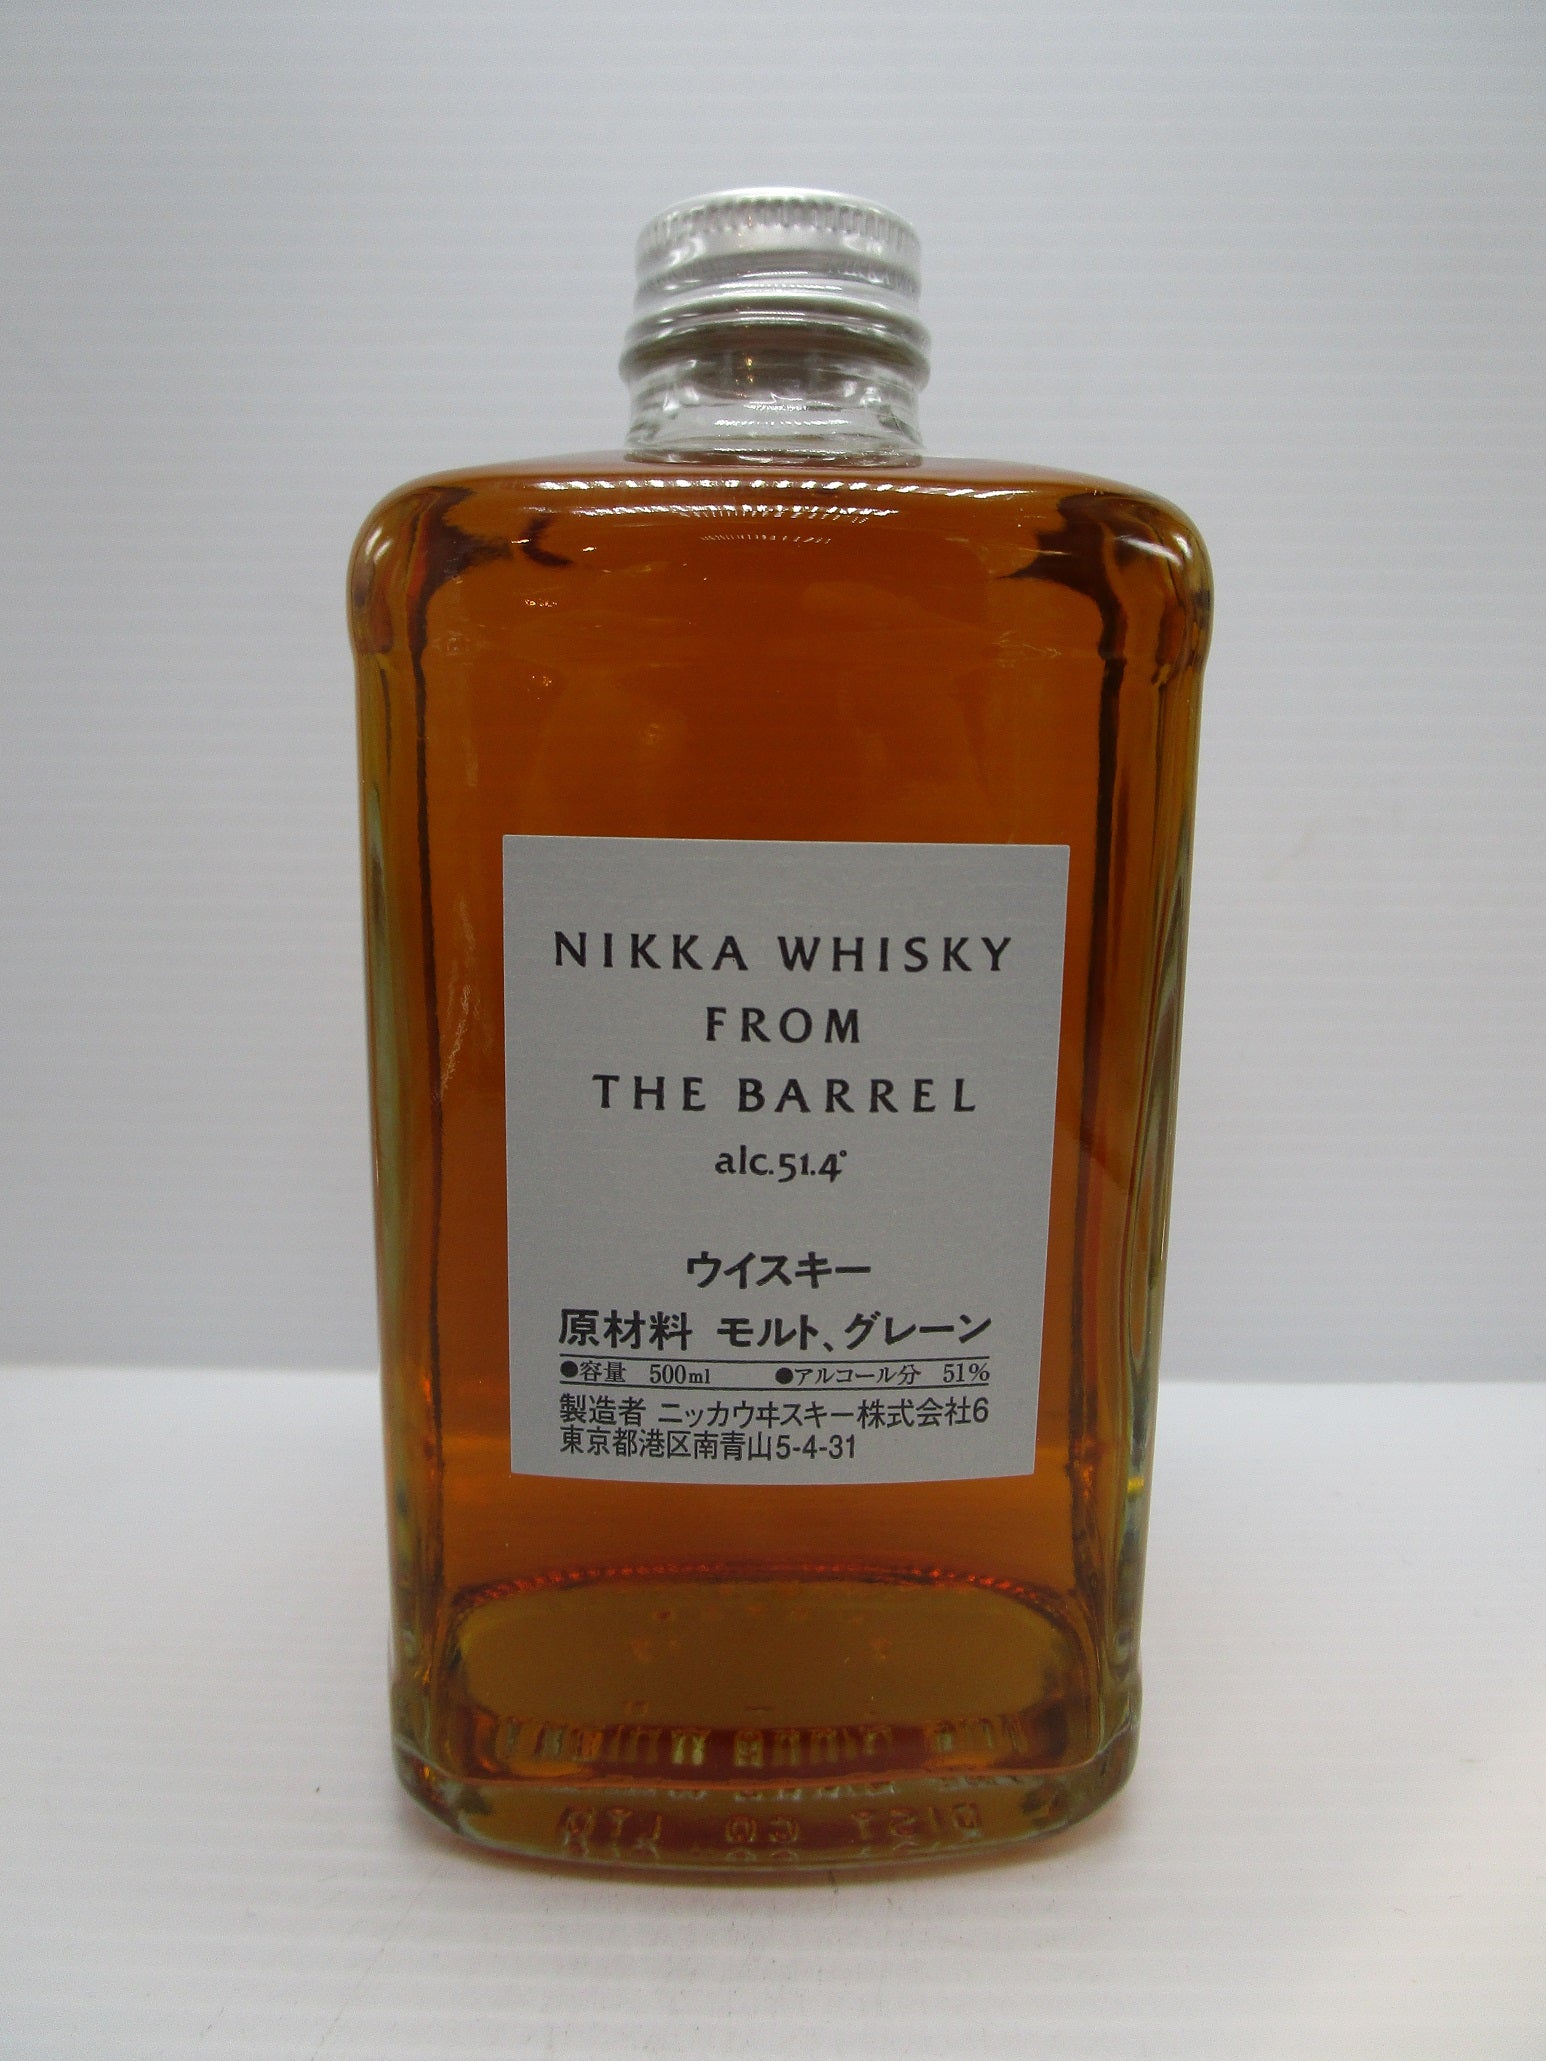 NIKKA WHISKY
FROM
THE BARREL
alc.51.4°
ウイスキー
原材料 モルト、グレーン
●容量 500ml ●アルコール分 51%
製造者 ニッカウヰスキー株式会社6
東京都港区南青山5-4-31